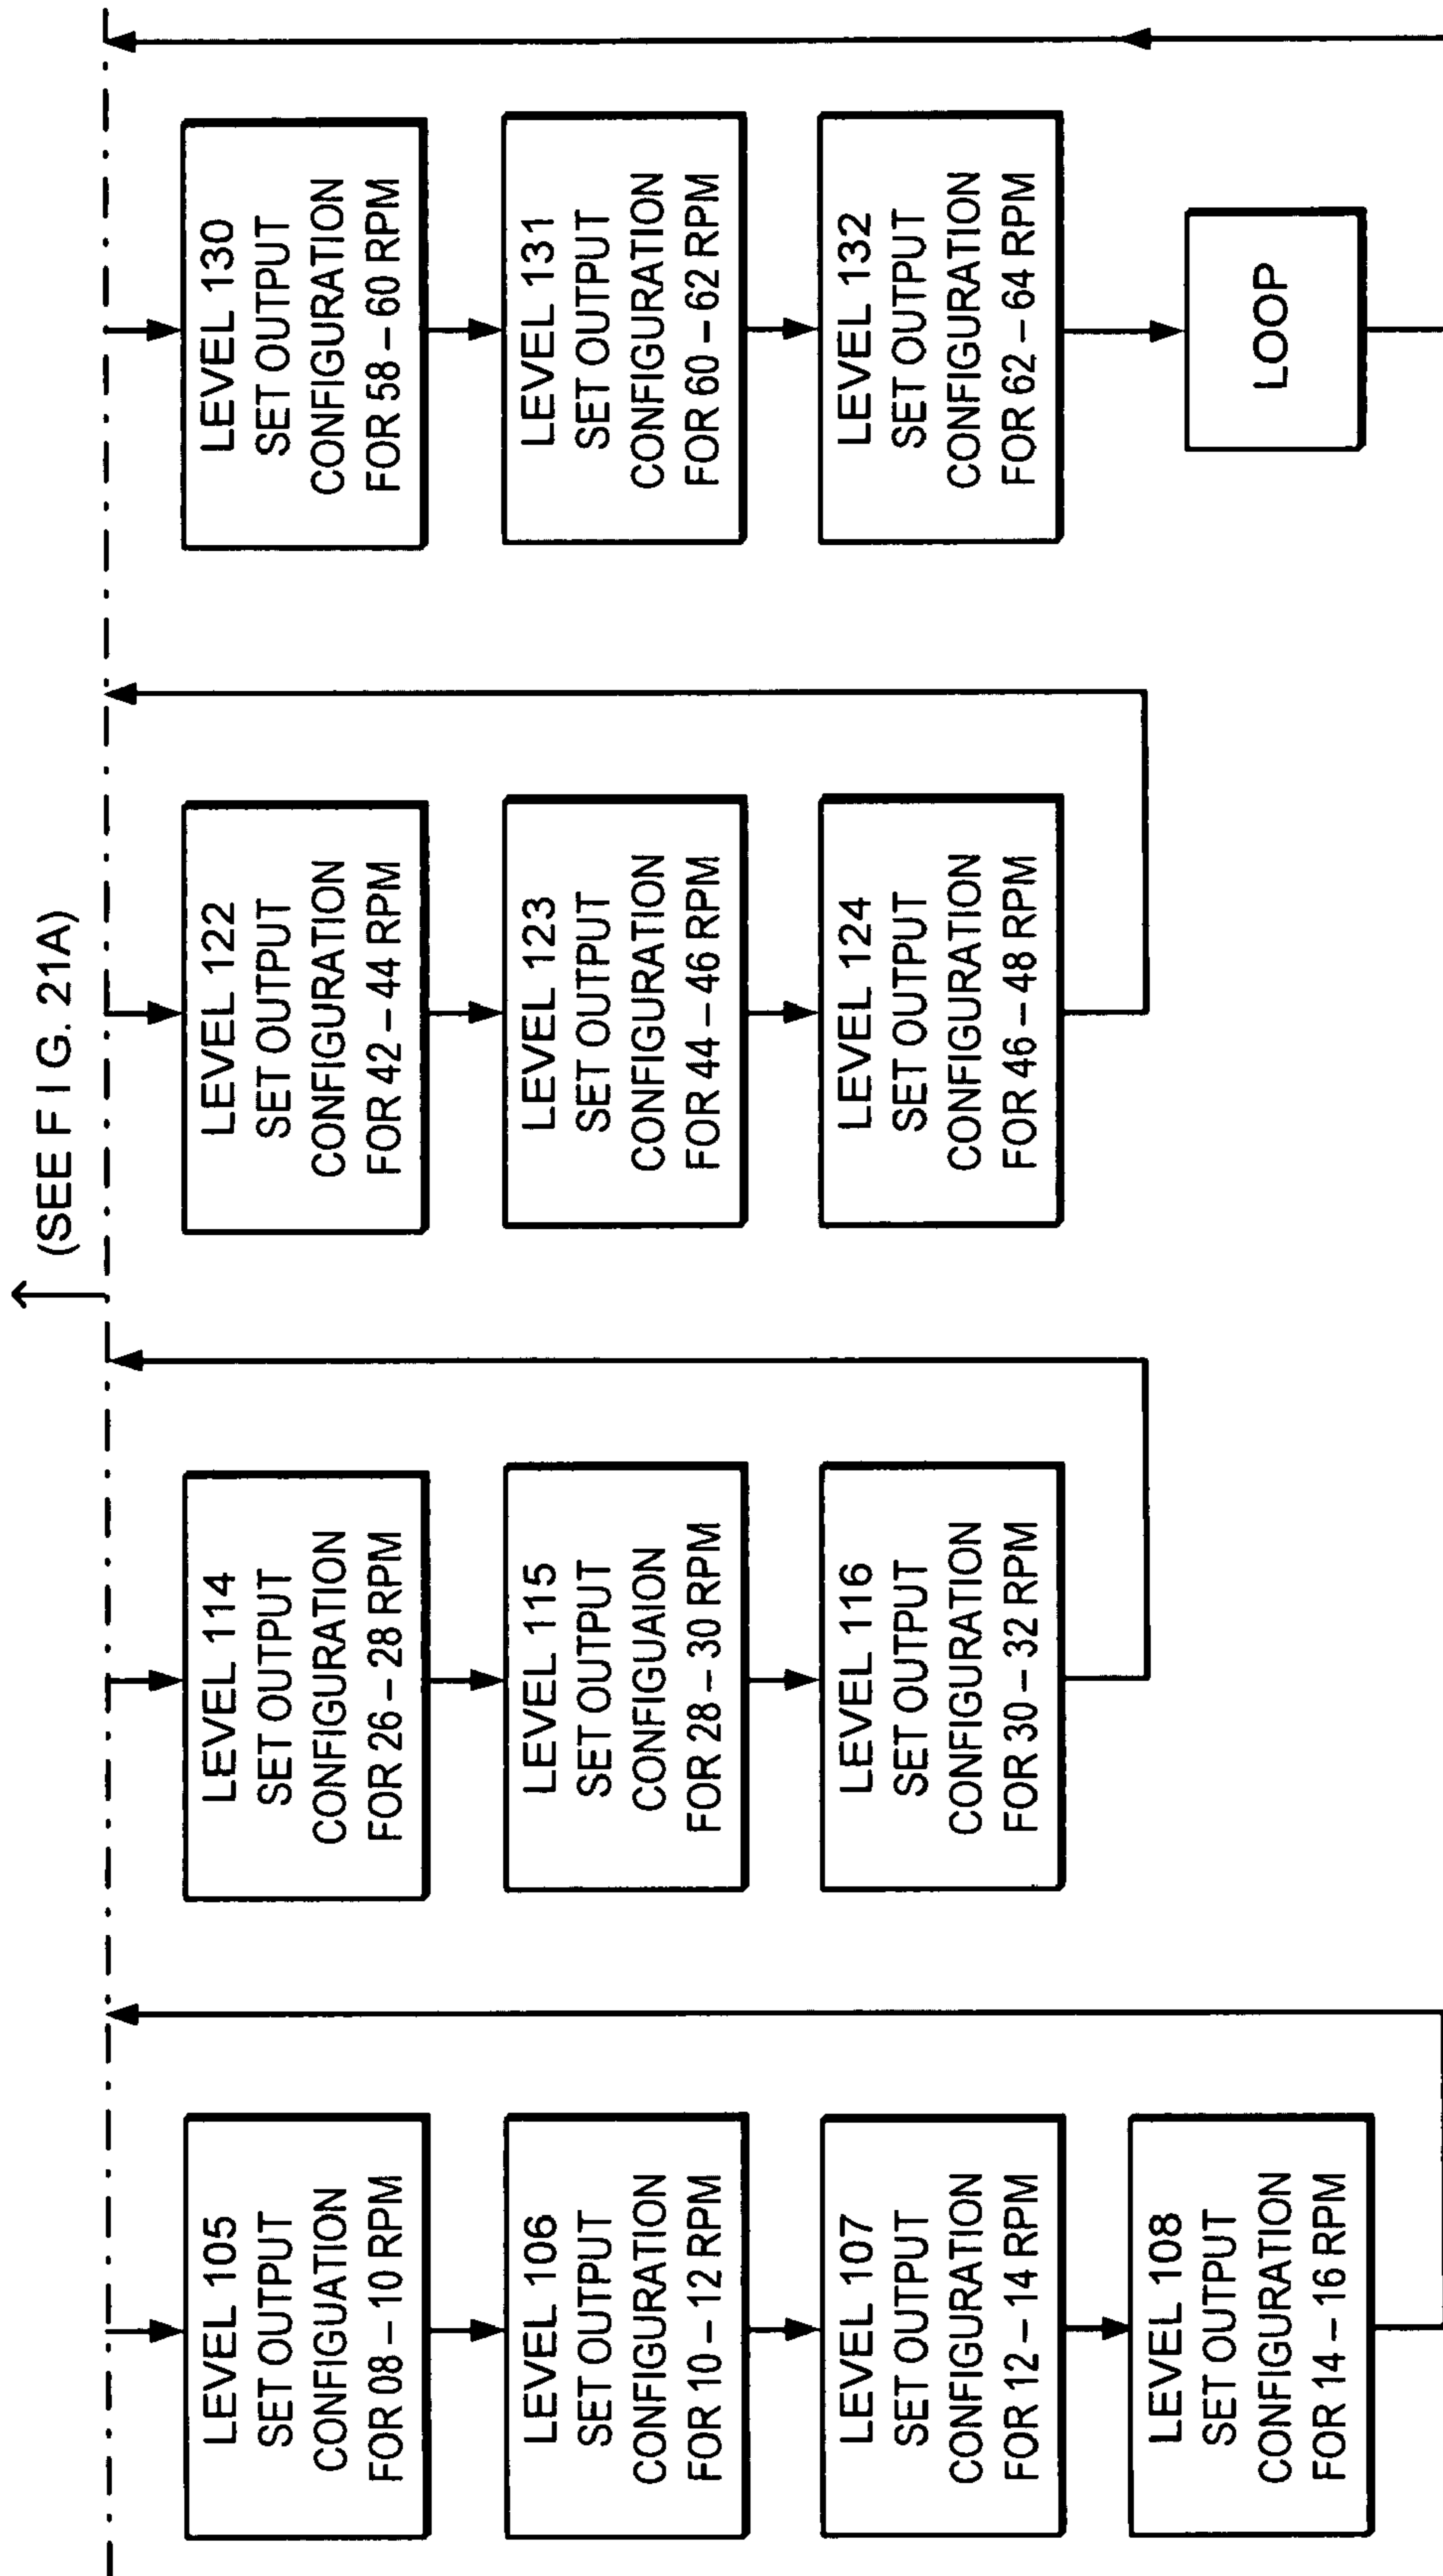 (SEE FIG. 21A)
LEVEL 105
SET OUTPUT
CONFIGUATION
FOR 08 – 10 RPM
LEVEL 106
SET OUTPUT
CONFIGURATION
FOR 10 – 12 RPM
LEVEL 107
SET OUTPUT
CONFIGURATION
FOR 12 – 14 RPM
LEVEL 108
SET OUTPUT
CONFIGURATION
FOR 14 – 16 RPM
LEVEL 114
SET OUTPUT
CONFIGURATION
FOR 26 – 28 RPM
LEVEL 115
SET OUTPUT
CONFIGUAION
FOR 28 – 30 RPM
LEVEL 116
SET OUTPUT
CONFIGURATION
FOR 30 – 32 RPM
LEVEL 122
SET OUTPUT
CONFIGURATION
FOR 42 – 44 RPM
LEVEL 123
SET OUTPUT
CONFIGURATION
FOR 44 – 46 RPM
LEVEL 124
SET OUTPUT
CONFIGURATION
FOR 46 – 48 RPM
LEVEL 130
SET OUTPUT
CONFIGURATION
FOR 58 – 60 RPM
LEVEL 131
SET OUTPUT
CONFIGURATION
FOR 60 – 62 RPM
LEVEL 132
SET OUTPUT
CONFIGURATION
FOR 62 – 64 RPM
LOOP